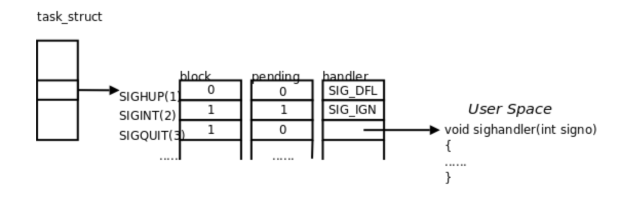 task_struct
block pending handler
SIGHUP(1) 0 0 SIG_DFL
SIGINT(2) 1 1 SIG_IGN
SIGQUIT(3) 1 0
...... ......
User Space
void sighandler(int signo)
{
......
}